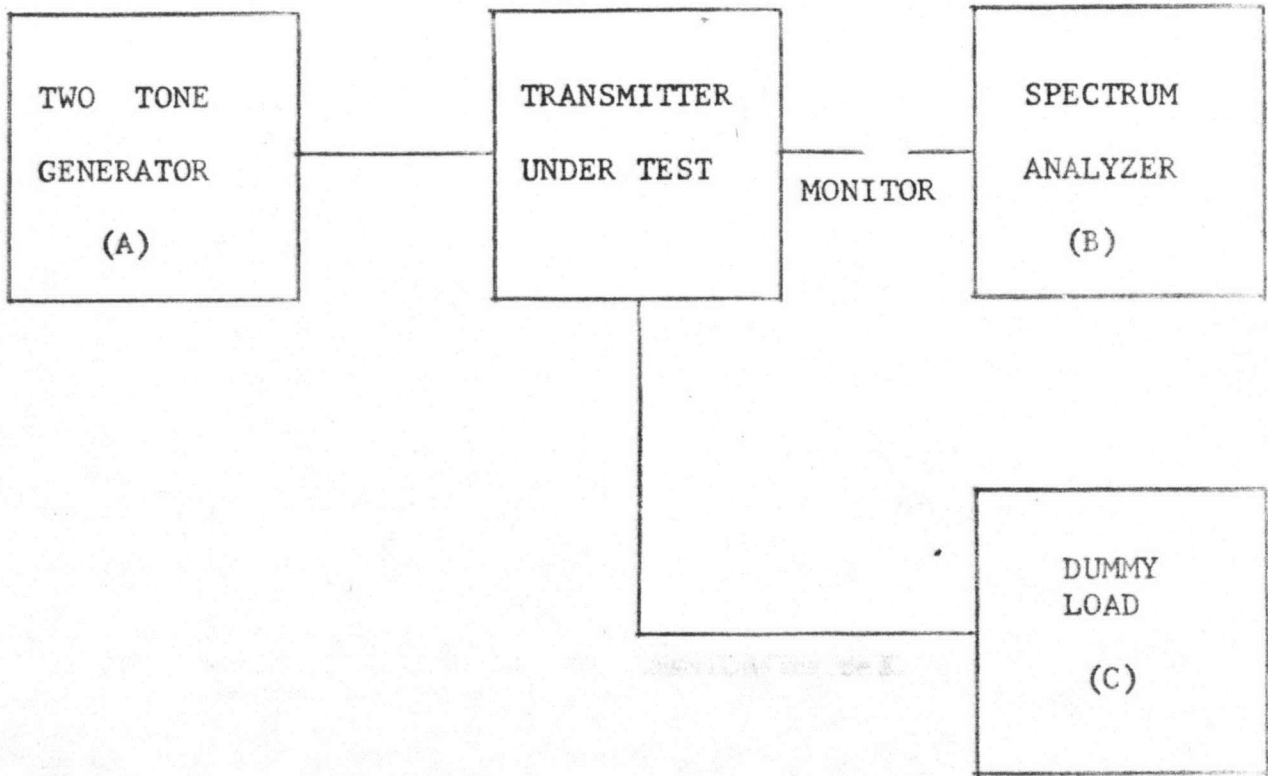 TWO TONE
GENERATOR
(A)
TRANSMITTER
UNDER TEST
MONITOR
SPECTRUM
ANALYZER
(B)
DUMMY
LOAD
(C)